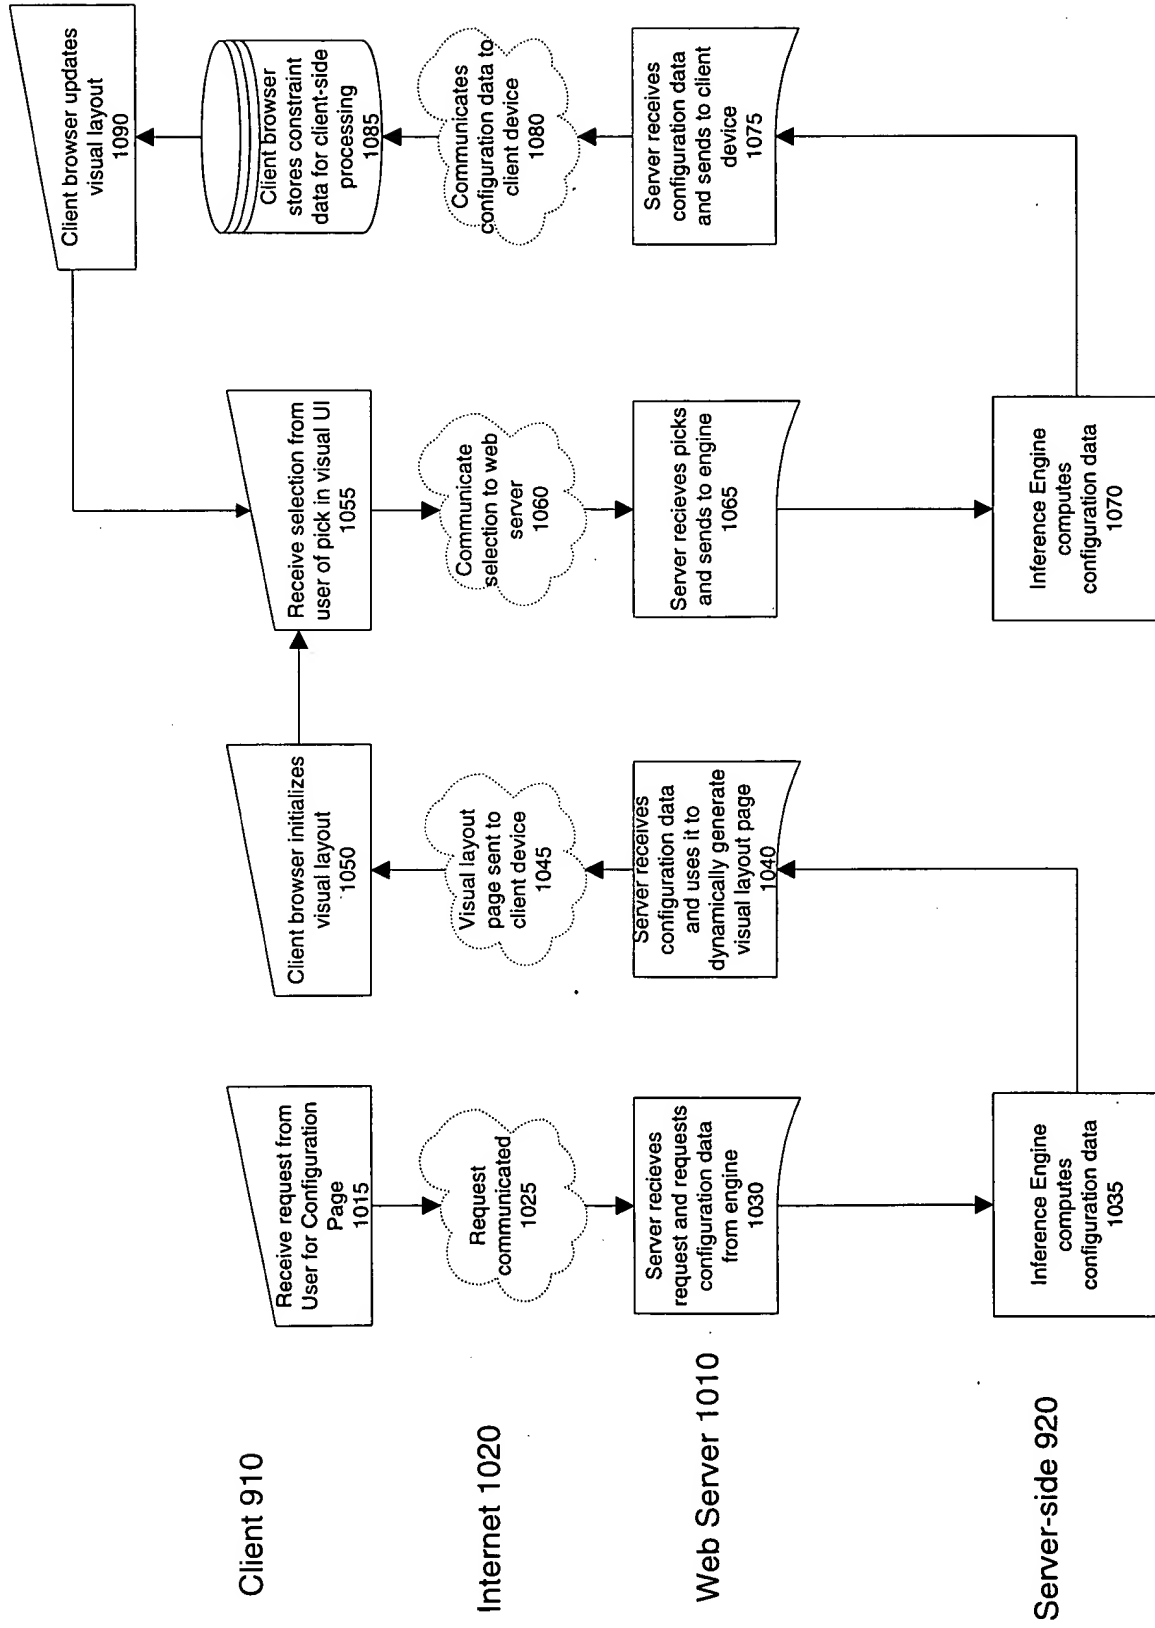 Client 910
Receive request from
User for Configuration
Page
1015
Client browser initializes
visual layout
1050
Receive selection from
user of pick in visual UI
1055
Client browser
stores constraint
data for client-side
processing
1085
Client browser updates
visual layout
1090
Internet 1020
Request
communicated
1025
Visual layout
page sent to
client device
1045
Communicate
selection to web
server
1060
Communicates
configuration data to
client device
1080
Web Server 1010
Server recieves
request and requests
configuration data
from engine
1030
Server receives
configuration data
and uses it to
dynamically generate
visual layout page
1040
Server recieves picks
and sends to engine
1065
Server receives
configuration data
and sends to client
device
1075
Server-side 920
Inference Engine
computes
configuration data
1035
Inference Engine
computes
configuration data
1070